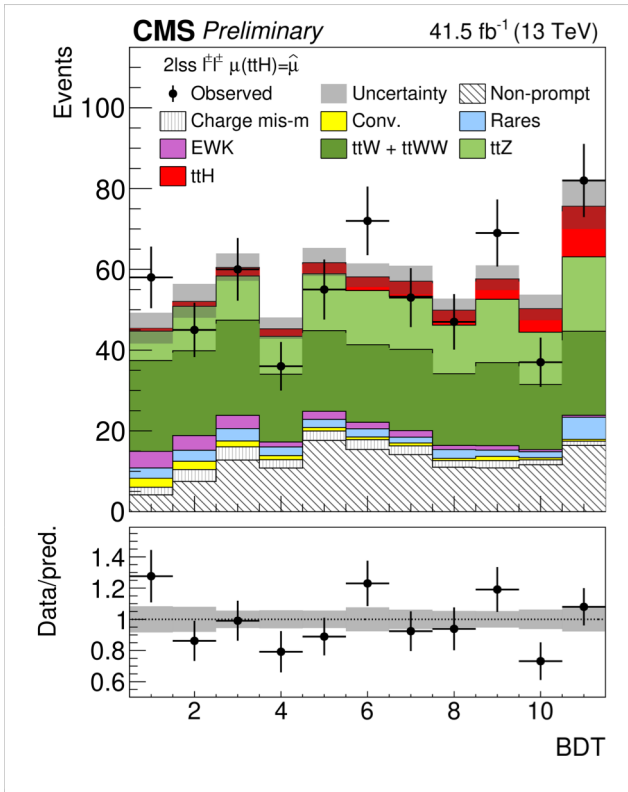 CMS Preliminary 41.5 fb⁻¹ (13 TeV)
Events
2lss l±l± μ(ttH)=μ̂
Observed Uncertainty Non-prompt
Charge mis-m Conv. Rares
EWK ttW + ttWW ttZ
ttH
100
80
60
40
20
0
Data/pred.
1.4
1.2
1
0.8
0.6
2 4 6 8 10
BDT